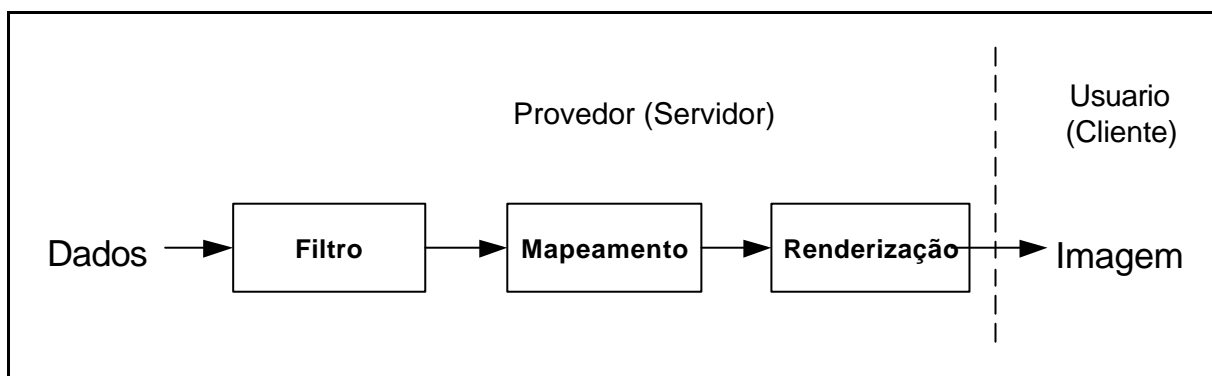 Provedor (Servidor)
Usuario
(Cliente)
Dados
Filtro
Mapeamento
Renderização
Imagem